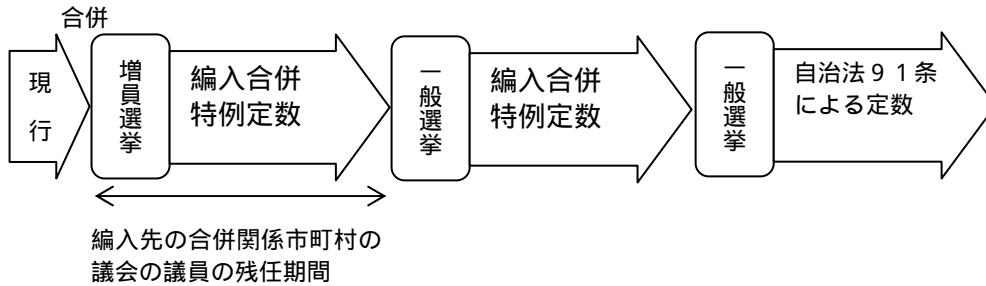 合併
現行
増員選挙
編入合併
特例定数
一般選挙
編入合併
特例定数
一般選挙
自治法９１条
による定数
編入先の合併関係市町村の
議会の議員の残任期間